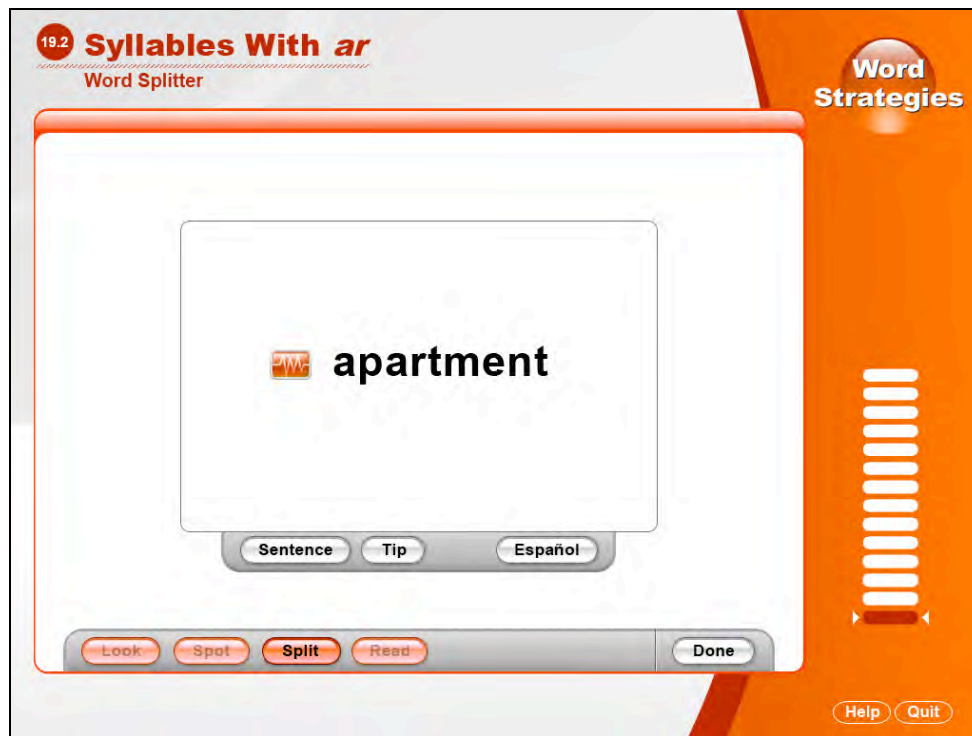 19.2 Syllables With ar
Word Splitter
Word
Strategies
apartment
Sentence Tip Español
Look Spot Split Read Done
Help Quit